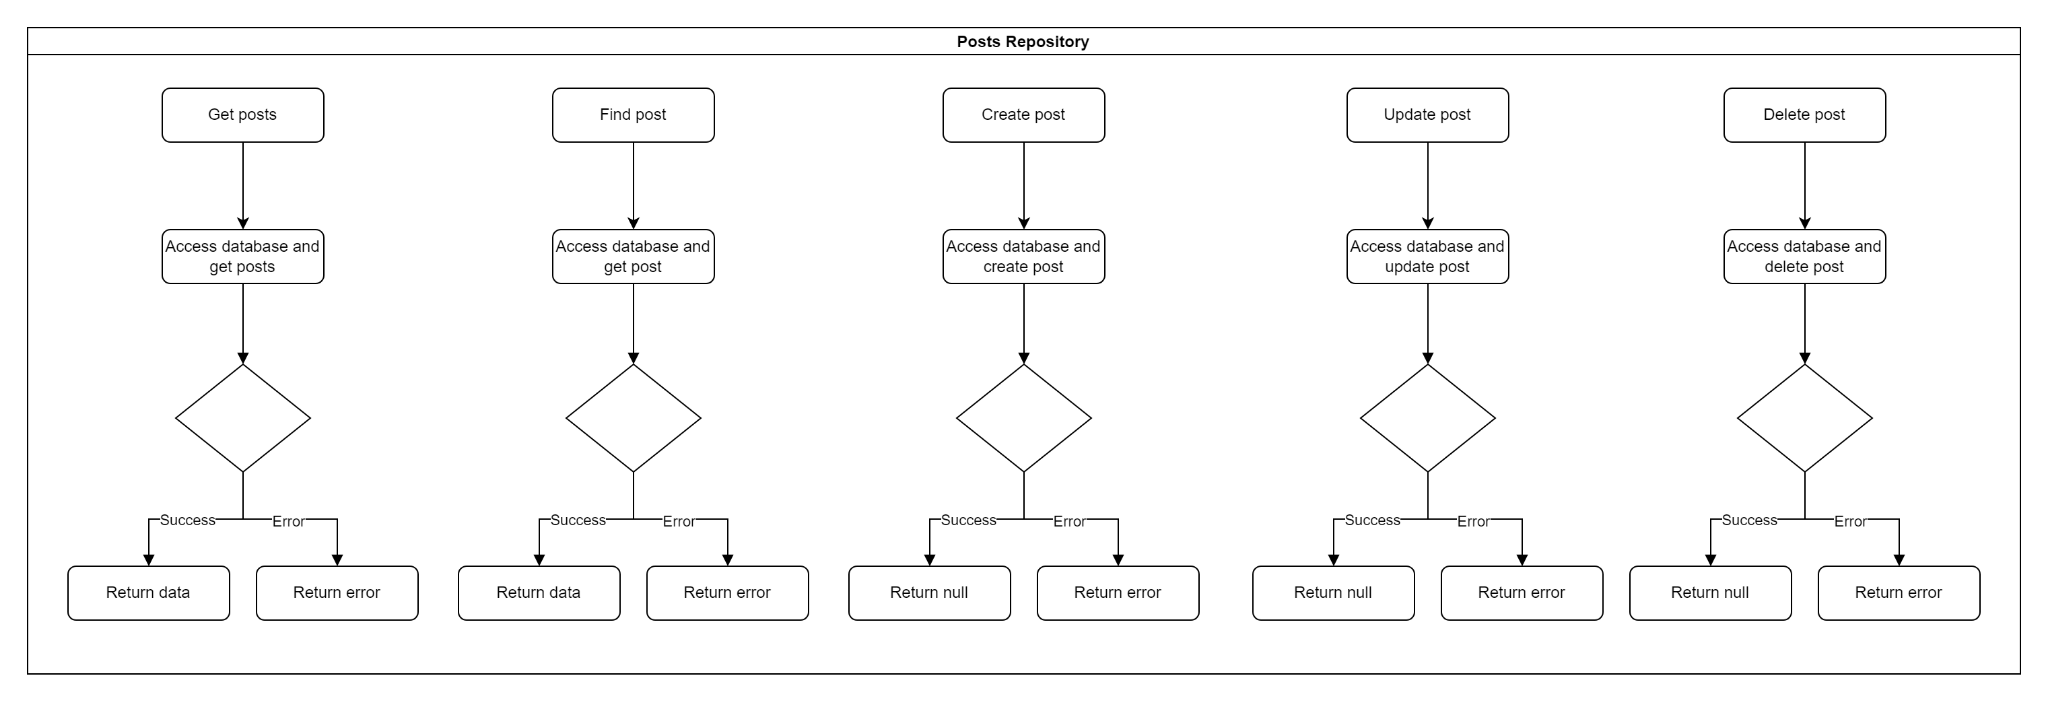 Posts Repository
Get posts
Find post
Create post
Update post
Delete post
Access database and
get posts
Access database and
get post
Access database and
create post
Access database and
update post
Access database and
delete post
Success
Error
Success
Error
Success
Error
Success
Error
Success
Error
Return data
Return error
Return data
Return error
Return null
Return error
Return null
Return error
Return null
Return error